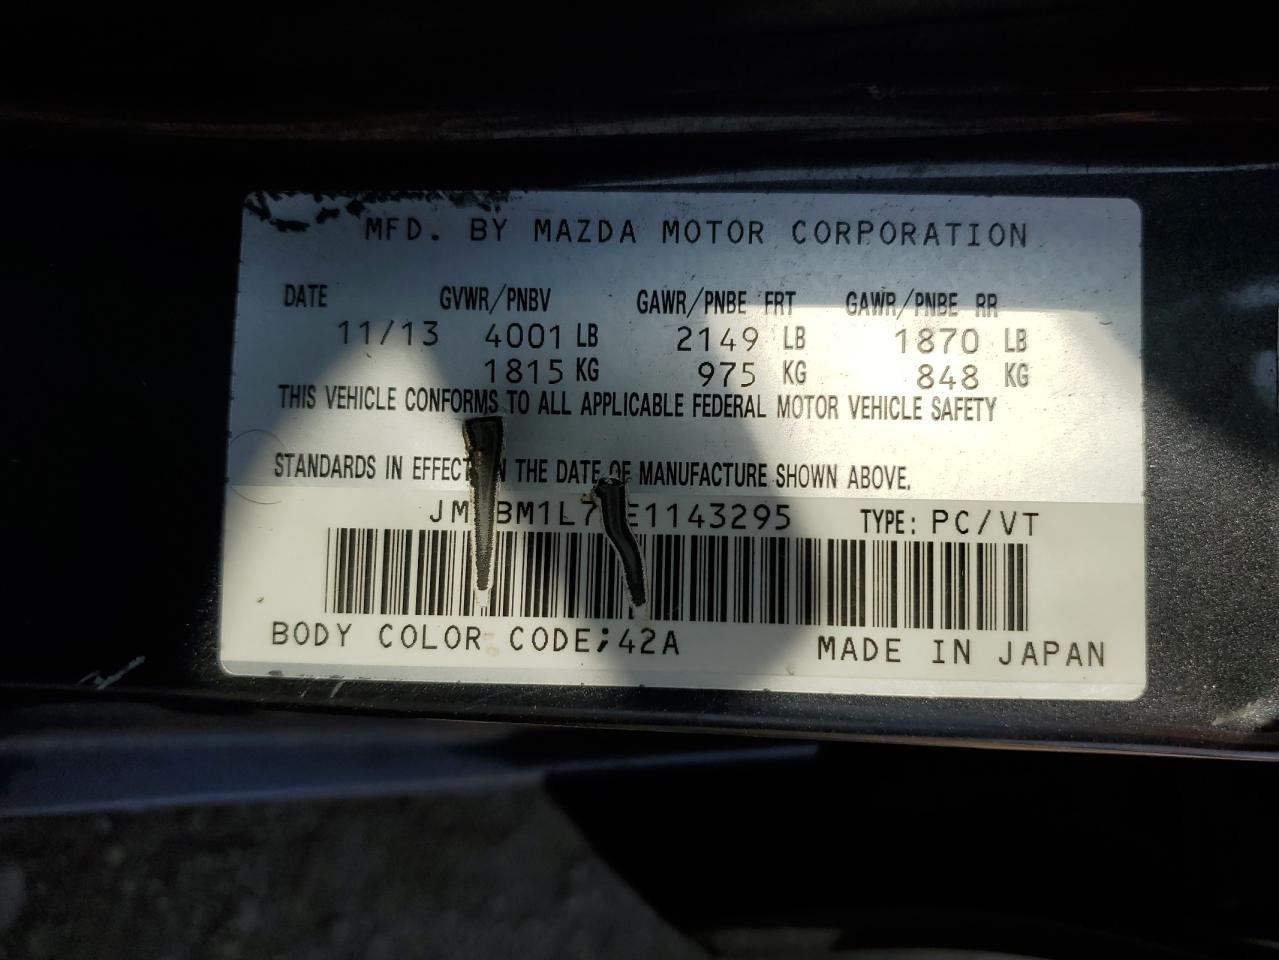 MFD. BY MAZDA MOTOR CORPORATION
DATE GVWR/PNBV GAWR/PNBE FRT GAWR/PNBE RR
11/13 4001 LB 2149 LB 1870 LB
1815 KG 975 KG 848 KG
THIS VEHICLE CONFORMS TO ALL APPLICABLE FEDERAL MOTOR VEHICLE SAFETY
STANDARDS IN EFFECT THE DATE OF MANUFACTURE SHOWN ABOVE.
TYPE: PC/VT
BODY COLOR CODE;42A MADE IN JAPAN